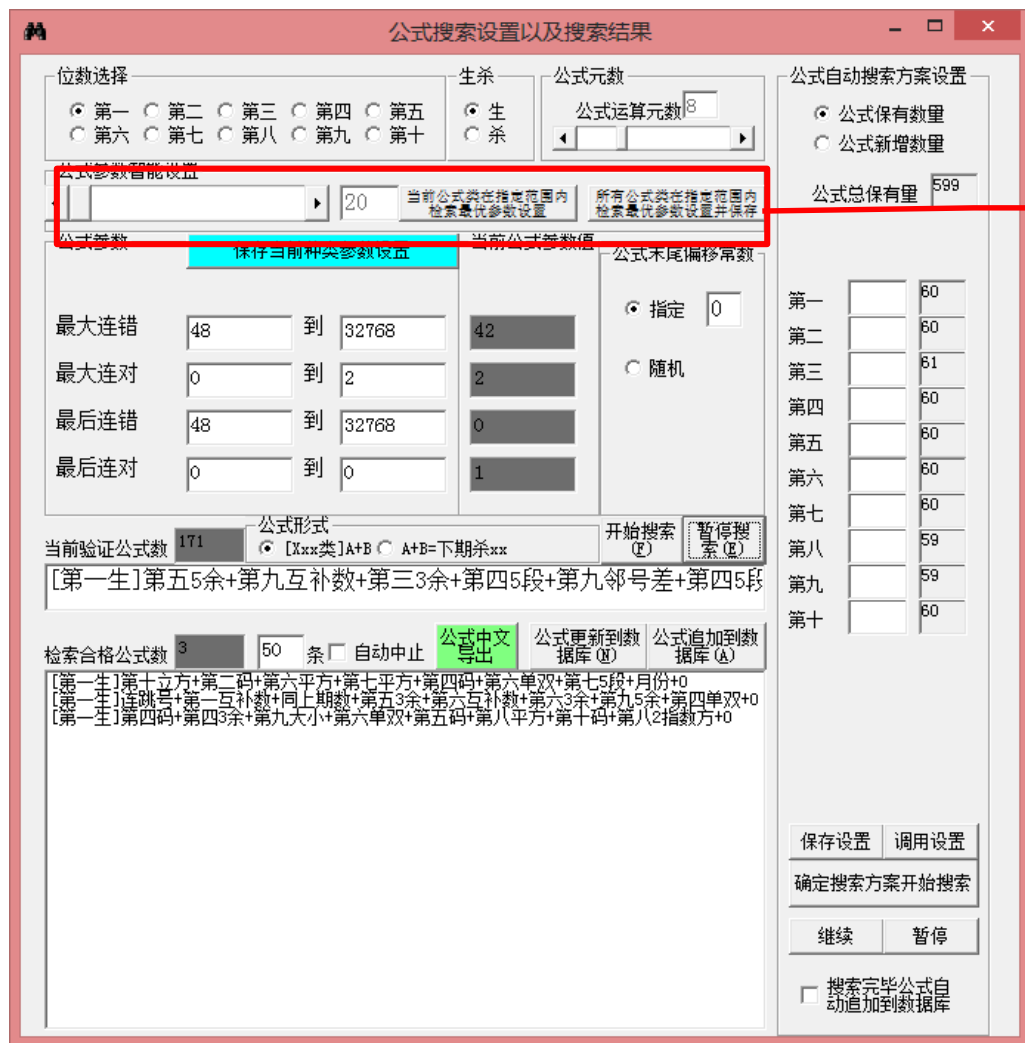 公式搜索设置以及搜索结果
位数选择
第一 第二 第三 第四 第五
第六 第七 第八 第九 第十
生杀
生
杀
公式元数
公式运算元数 8
公式自动搜索方案设置
公式保有数量
公式新增数量
公式总保有量 599
公式参数智能设置
20
当前公式类在指定范围内
检索最优参数设置
所有公式类在指定范围内
检索最优参数设置并保存
公式参数
保存当前种类参数设置
当前公式参数值
公式末尾偏移常数
指定 0
随机
最大连错 48 到 32768 42
最大连对 0 到 2 2
最后连错 48 到 32768 0
最后连对 0 到 0 1
第一 60
第二 60
第三 61
第四 60
第五 60
第六 60
第七 60
第八 59
第九 59
第十 60
当前验证公式数 171
公式形式
[Xxx类]A+B A+B=下期杀xx
开始搜索
(F)
暂停搜
索(E)
[第一生]第五5余+第九互补数+第三3余+第四5段+第九邻号差+第四5段
检索合格公式数 3
50 条 自动中止
公式中文
导出
公式更新到数
据库(N)
公式追加到数
据库(A)
[第一生]第十立方+第二码+第六平方+第七平方+第四码+第六单双+第七5段+月份+0
[第一生]连跳号+第一互补数+同上期数+第五3余+第六互补数+第六3余+第九5余+第四单双+0
[第一生]第四码+第四3余+第九大小+第六单双+第五码+第八平方+第十码+第八2指数方+0
保存设置 调用设置
确定搜索方案开始搜索
继续 暂停
搜索完毕公式自
动追加到数据库